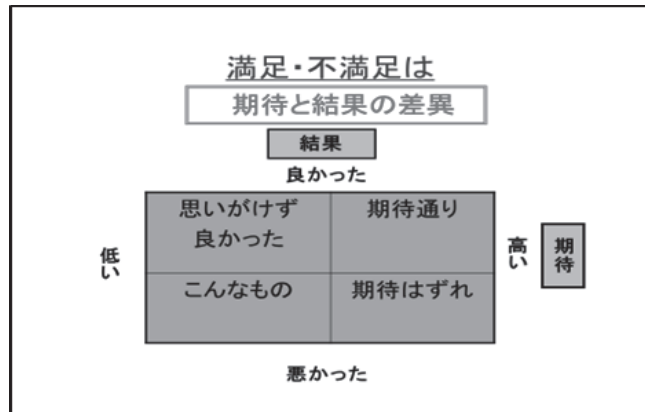 満足・不満足は
期待と結果の差異
結果
良かった
思いがけず
良かった
期待通り
低い
高い
期待
こんなもの
期待はずれ
悪かった